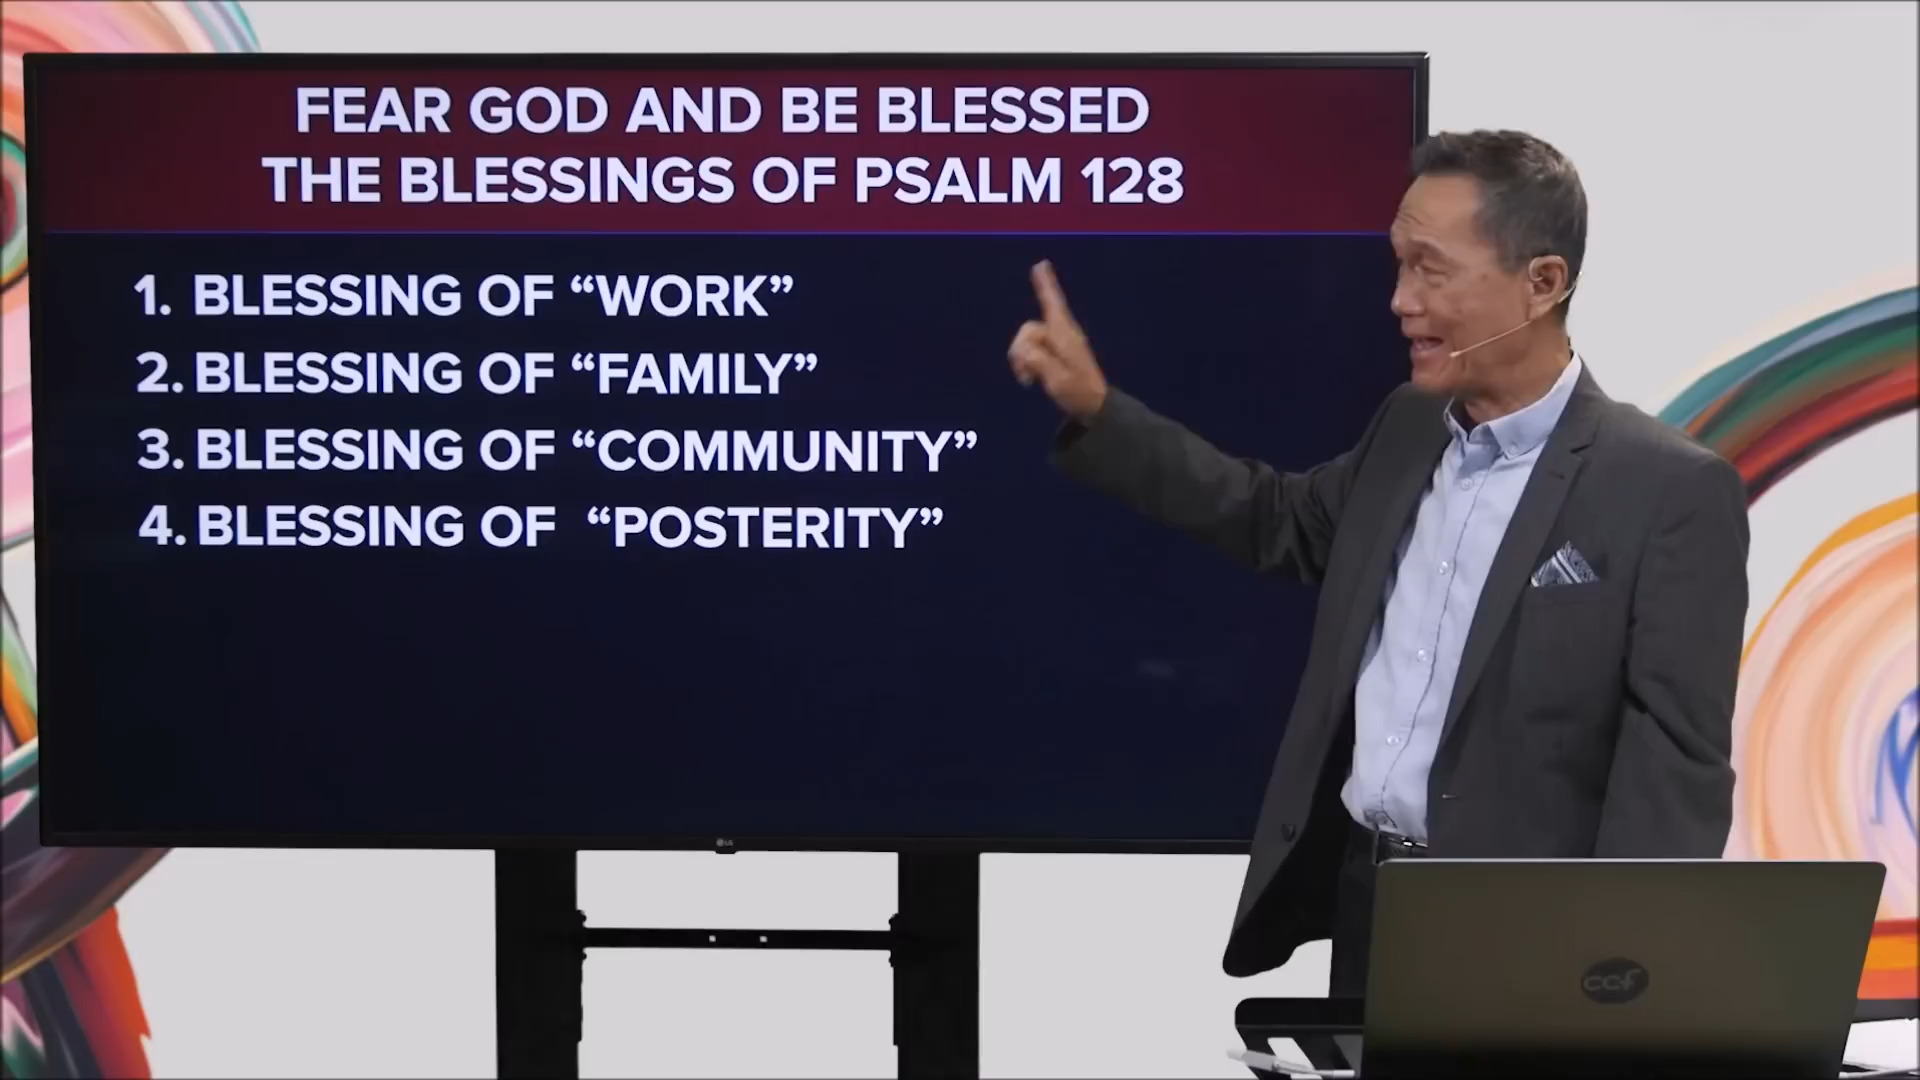 FEAR GOD AND BE BLESSED
THE BLESSINGS OF PSALM 128
1. BLESSING OF “WORK”
2. BLESSING OF “FAMILY”
3. BLESSING OF “COMMUNITY”
4. BLESSING OF “POSTERITY”
LG
ccf